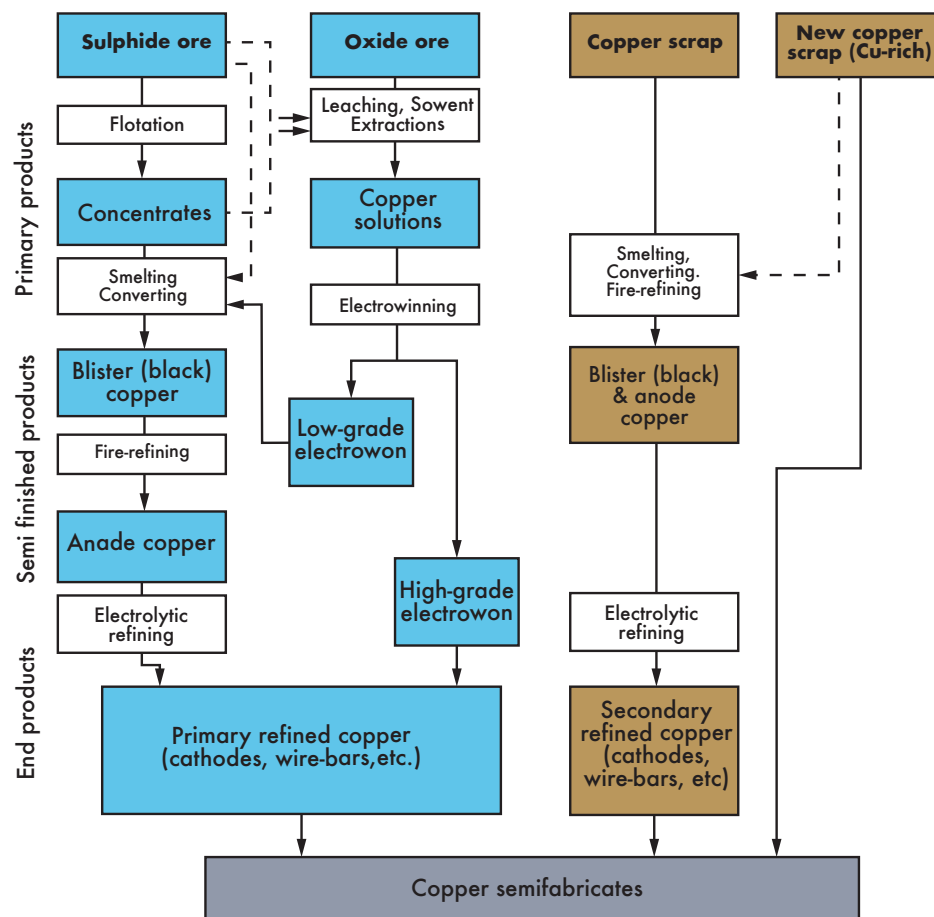 Sulphide ore
Oxide ore
Copper scrap
New copper
scrap (Cu-rich)
Flotation
Leaching, Sowent
Extractions
Primary products
Concentrates
Copper
solutions
Smelting
Converting
Electrowinning
Smelting,
Converting.
Fire-refining
Semi finished products
Blister (black)
copper
Low-grade
electrowon
Blister (black)
& anode
copper
Fire-refining
Anade copper
High-grade
electrowon
Electrolytic
refining
Electrolytic
refining
End products
Primary refined copper
(cathodes, wire-bars,etc.)
Secondary
refined copper
(cathodes,
wire-bars, etc)
Copper semifabricates